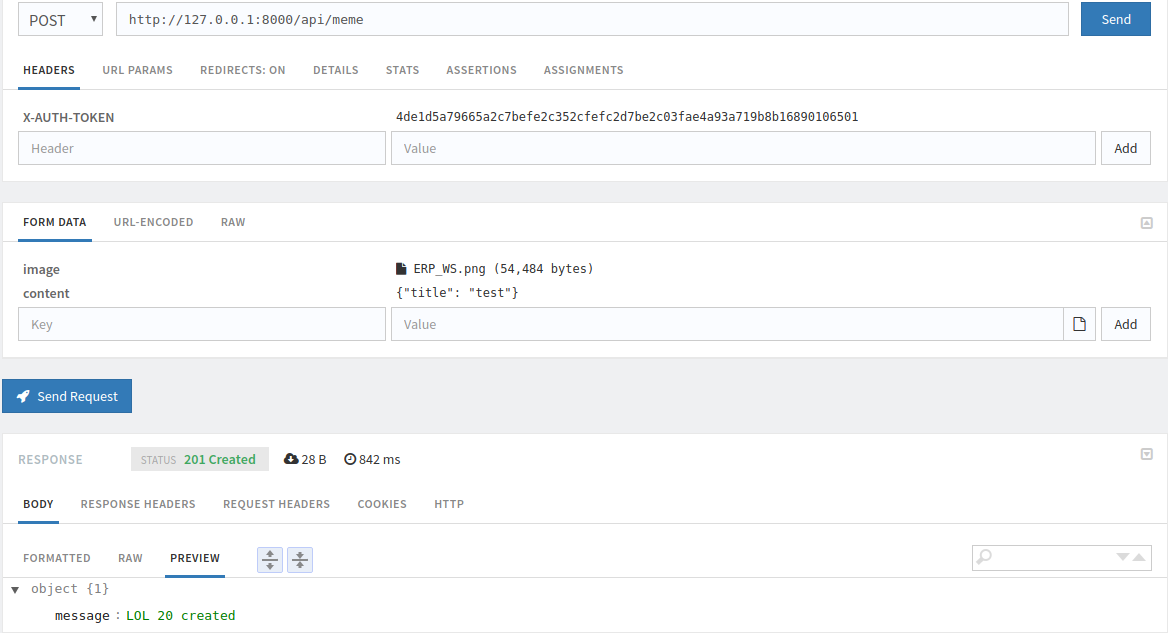 POST http://127.0.0.1:8000/api/meme Send
HEADERS URL PARAMS REDIRECTS: ON DETAILS STATS ASSERTIONS ASSIGNMENTS
X-AUTH-TOKEN 4de1d5a79665a2c7befe2c352cfefc2d7be2c03fae4a93a719b8b16890106501
Header Value Add
FORM DATA URL-ENCODED RAW
image ERP_WS.png (54,484 bytes)
content {"title": "test"}
Key Value Add
Send Request
RESPONSE STATUS 201 Created 28 B 842 ms
BODY RESPONSE HEADERS REQUEST HEADERS COOKIES HTTP
FORMATTED RAW PREVIEW
object {1}
message : LOL 20 created